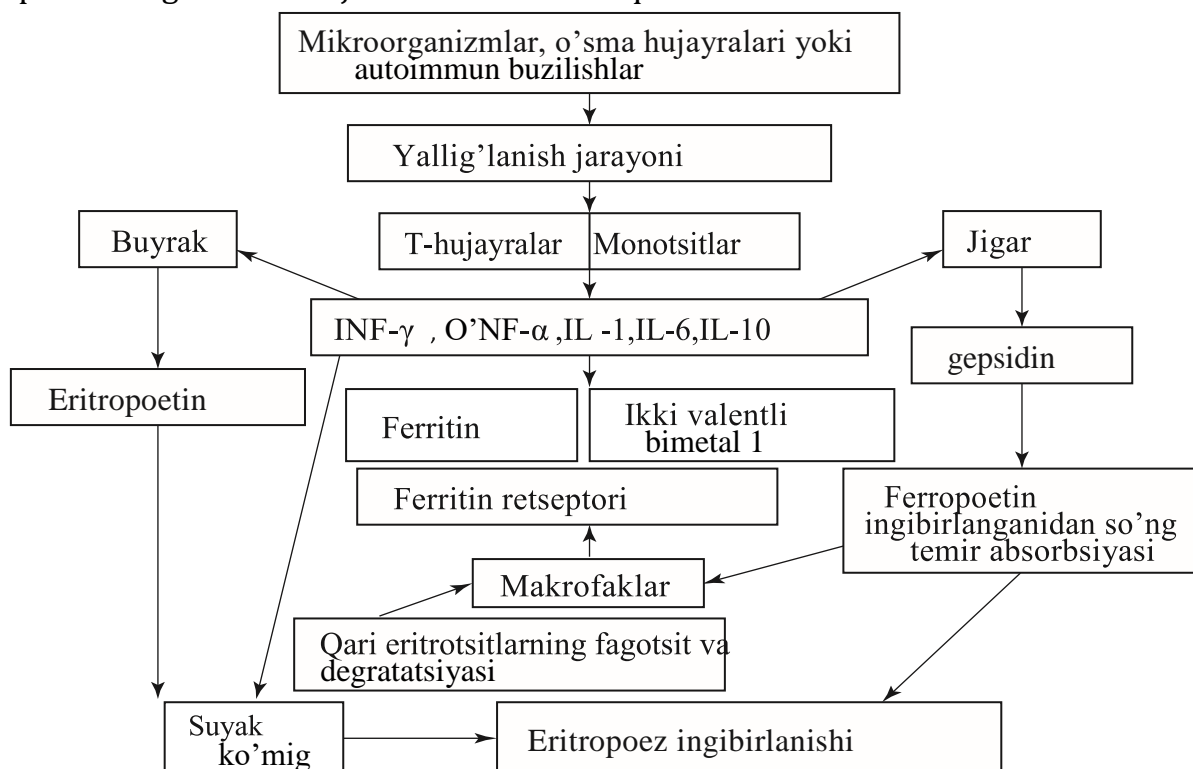 Mikroorganizmlar, o’sma hujayralari yoki
autoimmun buzilishlar
Yallig’lanish jarayoni
Buyrak
T-hujayralar
Monotsitlar
Jigar
INF-γ , O’NF-α ,IL -1,IL-6,IL-10
gepsidin
Eritropoetin
Ferritin
Ikki valentli
bimetal 1
Ferritin retseptori
Ferropoetin
ingibirlanganidan so’ng
temir absorbsiyasi
Makrofaklar
Qari eritrotsitlarning fagotsit va
degratatsiyasi
Suyak
ko’mig
Eritropoez ingibirlanishi